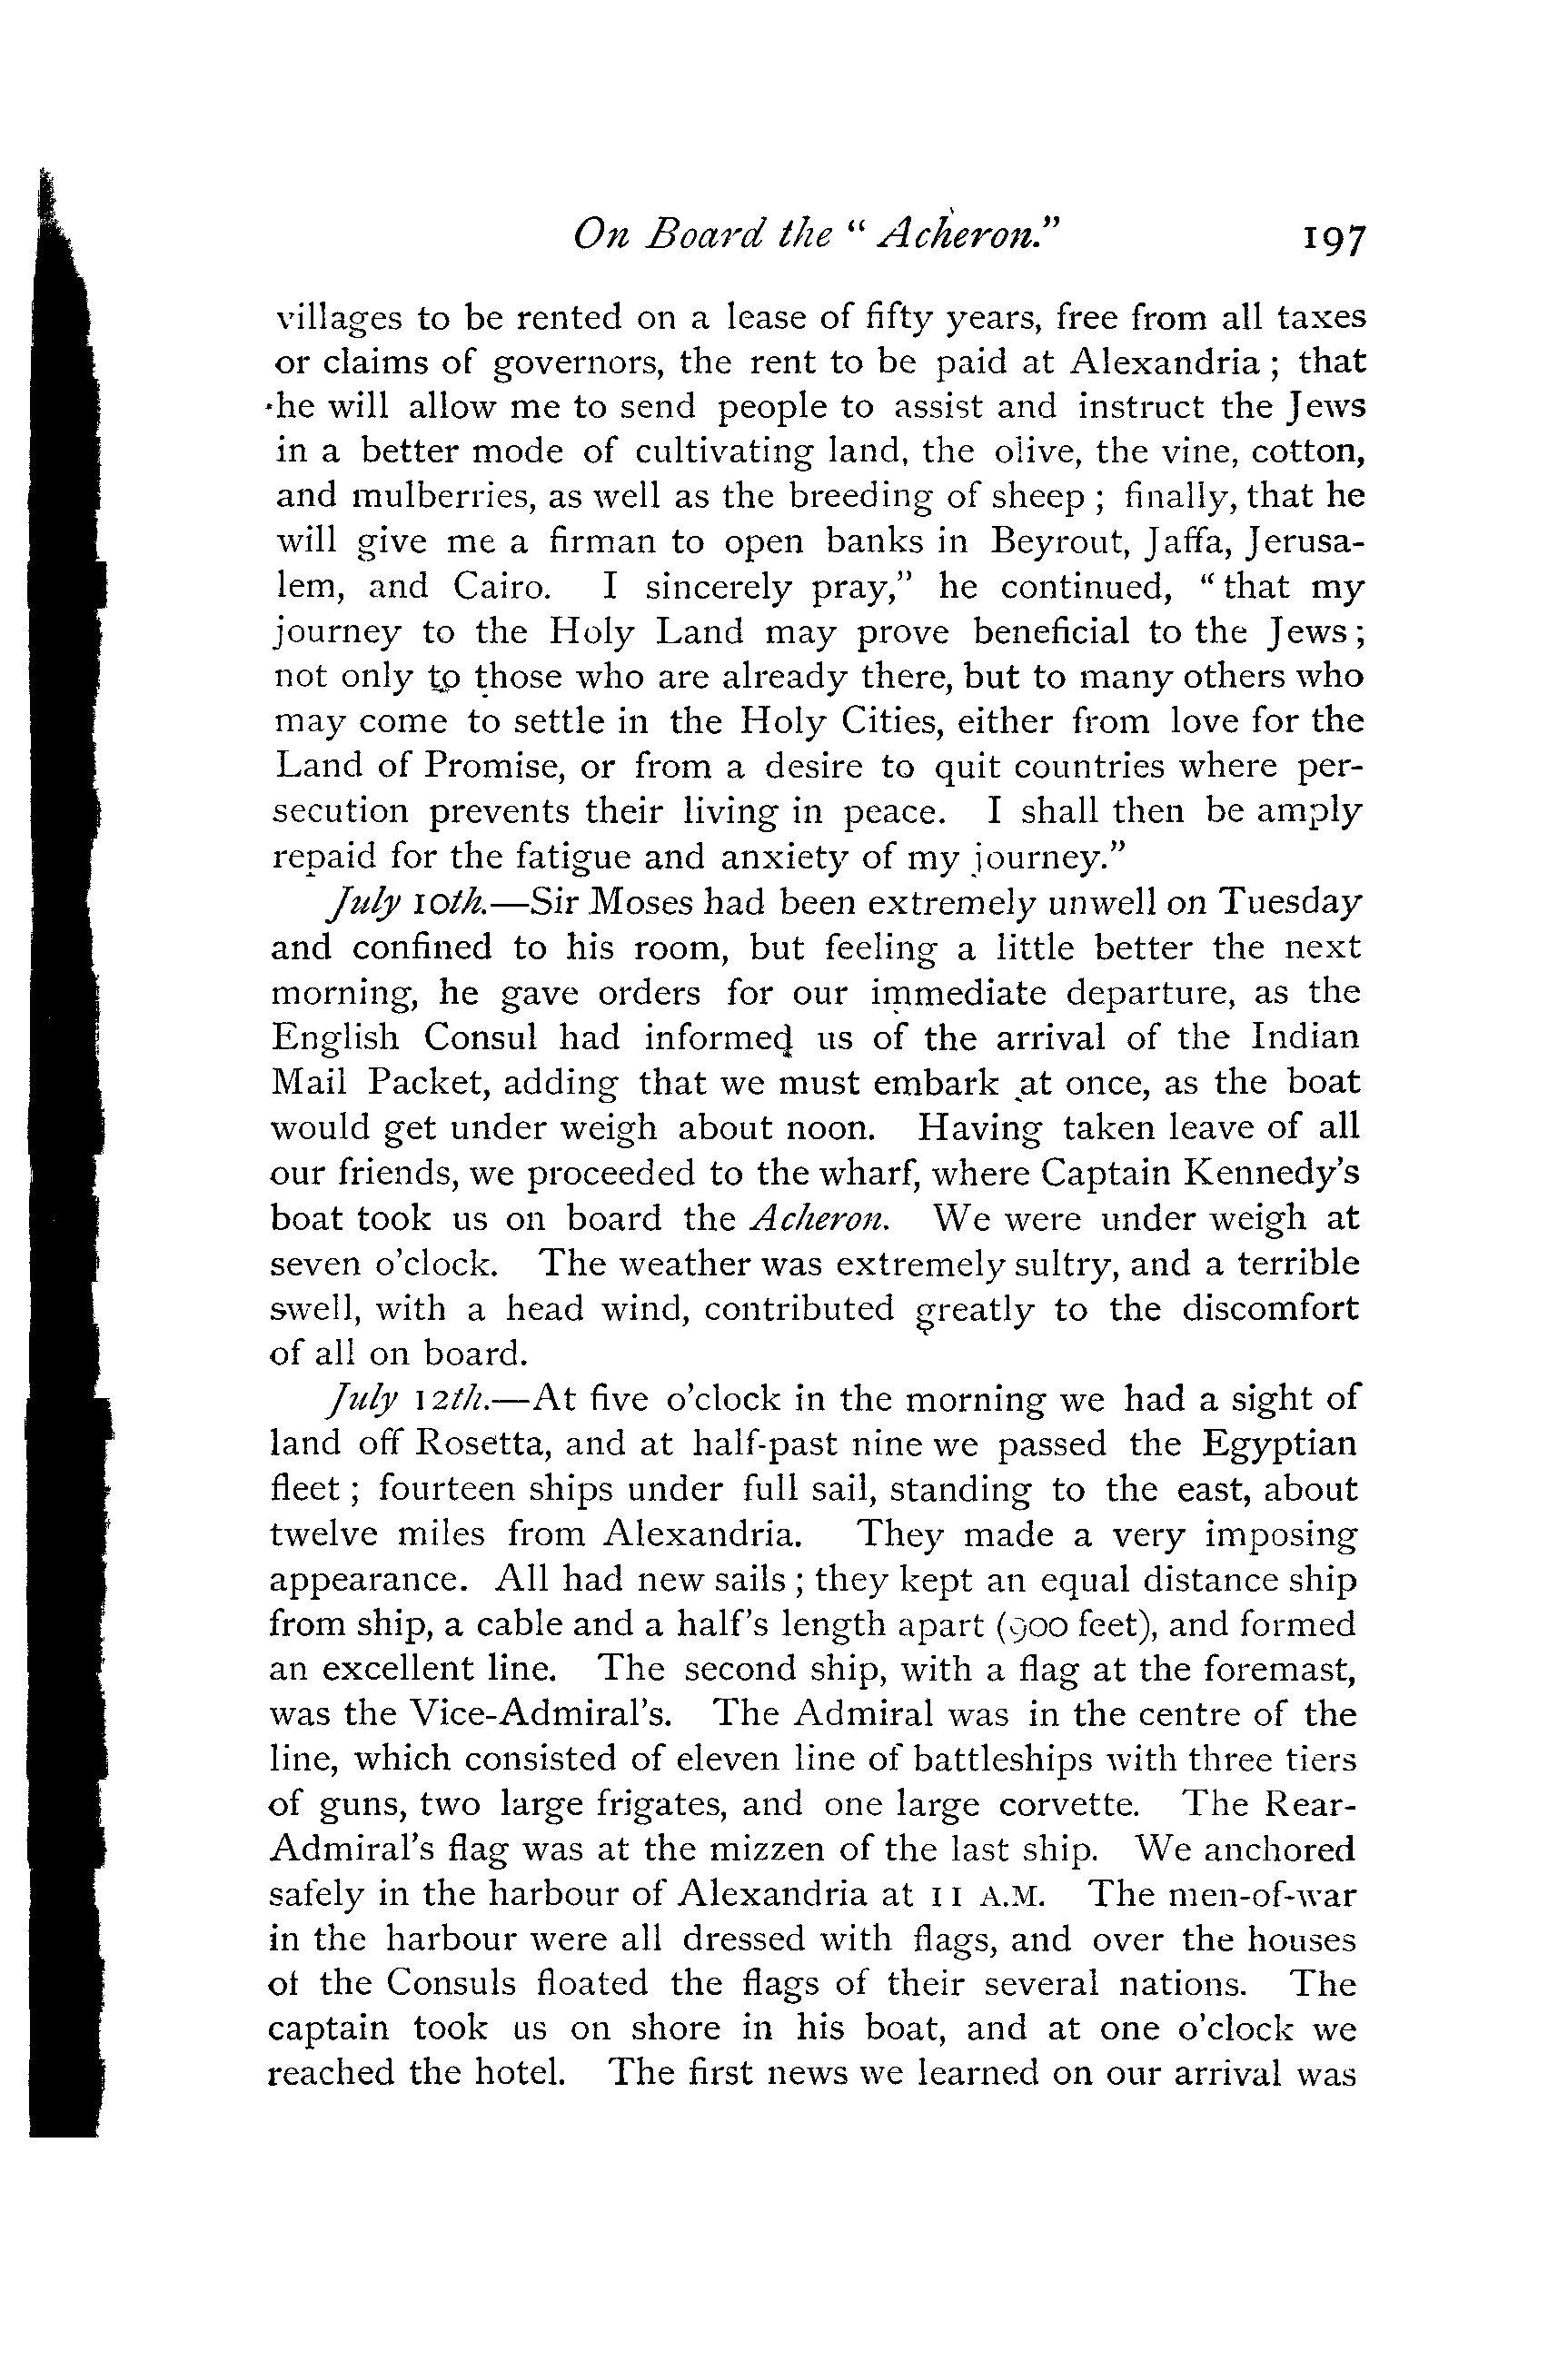 On Board the “ Acheron.” 197
villages to be rented on a lease of fifty years, free from all taxes
or claims of governors, the rent to be paid at Alexandria ; that
he will allow me to send people to assist and instruct the Jews
in a better mode of cultivating land, the olive, the vine, cotton,
and mulberries, as well as the breeding of sheep ; finally, that he
will give me a firman to open banks in Beyrout, Jaffa, Jerusa-
lem, and Cairo. I sincerely pray,” he continued, “ that my
journey to the Holy Land may prove beneficial to the Jews ;
not only to those who are already there, but to many others who
may come to settle in the Holy Cities, either from love for the
Land of Promise, or from a desire to quit countries where per-
secution prevents their living in peace. I shall then be amply
repaid for the fatigue and anxiety of my journey.”
July 10th.—Sir Moses had been extremely unwell on Tuesday
and confined to his room, but feeling a little better the next
morning, he gave orders for our immediate departure, as the
English Consul had informed us of the arrival of the Indian
Mail Packet, adding that we must embark at once, as the boat
would get under weigh about noon. Having taken leave of all
our friends, we proceeded to the wharf, where Captain Kennedy’s
boat took us on board the Acheron. We were under weigh at
seven o’clock. The weather was extremely sultry, and a terrible
swell, with a head wind, contributed greatly to the discomfort
of all on board.
July 12th.—At five o’clock in the morning we had a sight of
land off Rosetta, and at half-past nine we passed the Egyptian
fleet ; fourteen ships under full sail, standing to the east, about
twelve miles from Alexandria. They made a very imposing
appearance. All had new sails ; they kept an equal distance ship
from ship, a cable and a half’s length apart (900 feet), and formed
an excellent line. The second ship, with a flag at the foremast,
was the Vice-Admiral’s. The Admiral was in the centre of the
line, which consisted of eleven line of battleships with three tiers
of guns, two large frigates, and one large corvette. The Rear-
Admiral’s flag was at the mizzen of the last ship. We anchored
safely in the harbour of Alexandria at 11 A.M. The men-of-war
in the harbour were all dressed with flags, and over the houses
of the Consuls floated the flags of their several nations. The
captain took us on shore in his boat, and at one o’clock we
reached the hotel. The first news we learned on our arrival was